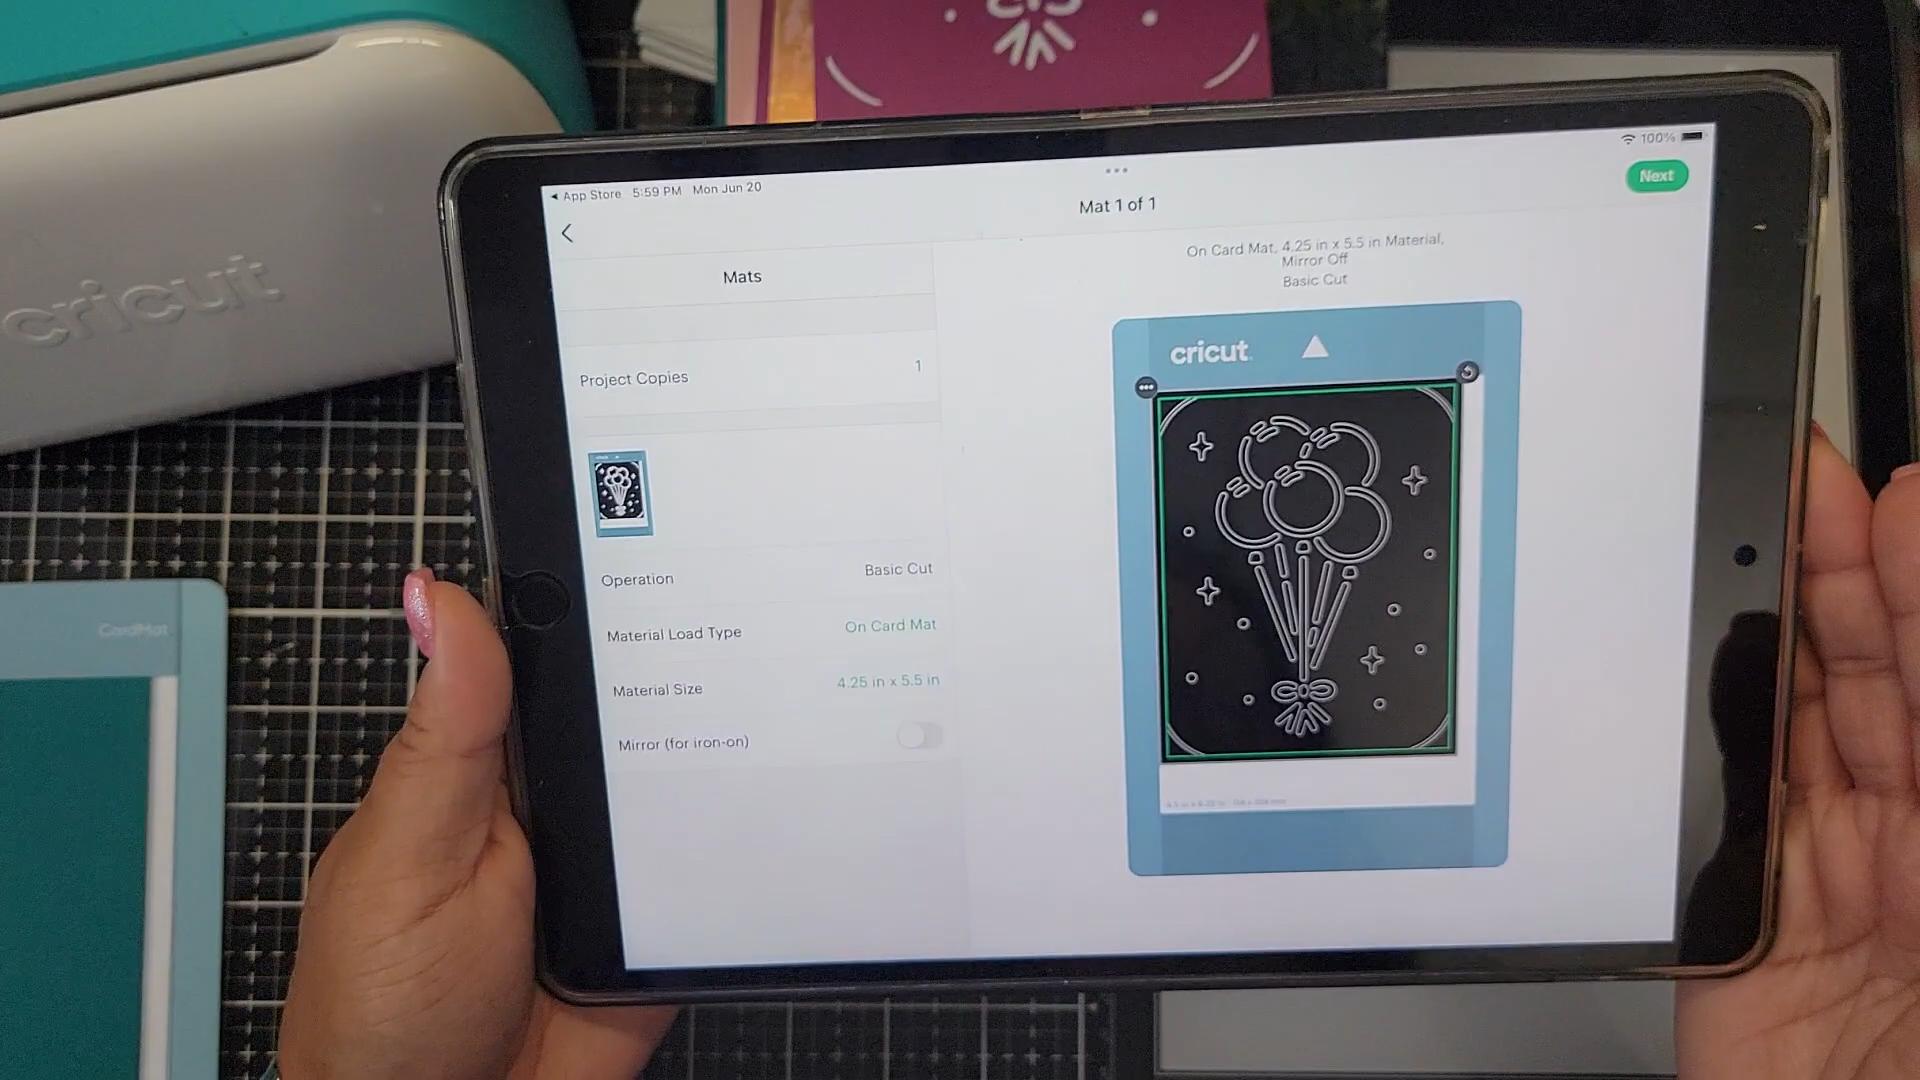 cricut
CardMat
App Store 5:59 PM Mon Jun 20
100%
Mat 1 of 1
Next
Mats
Project Copies 1
Operation Basic Cut
Material Load Type On Card Mat
Material Size 4.25 in x 5.5 in
Mirror (for iron-on)
On Card Mat, 4.25 in x 5.5 in Material,
Mirror Off
Basic Cut
cricut